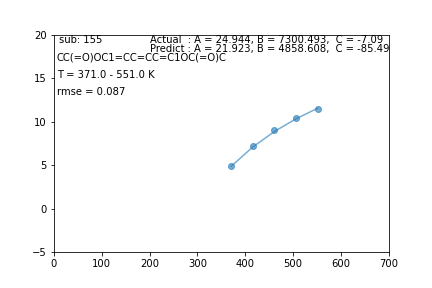 sub: 155
Actual : A = 24.944, B = 7300.493, C = -7.09
Predict : A = 21.923, B = 4858.608, C = -85.49
CC(=O)OC1=CC=CC=C1OC(=O)C
T = 371.0 - 551.0 K
rmse = 0.087
20
15
10
5
0
−5
0 100 200 300 400 500 600 700